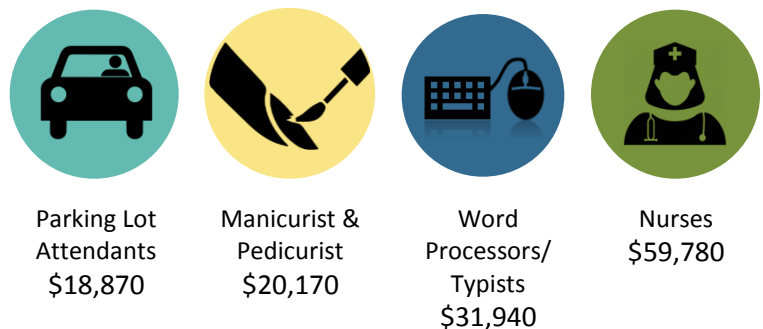 Parking Lot
Attendants
$18,870
Manicurist &
Pedicurist
$20,170
Word
Processors/
Typists
$31,940
Nurses
$59,780